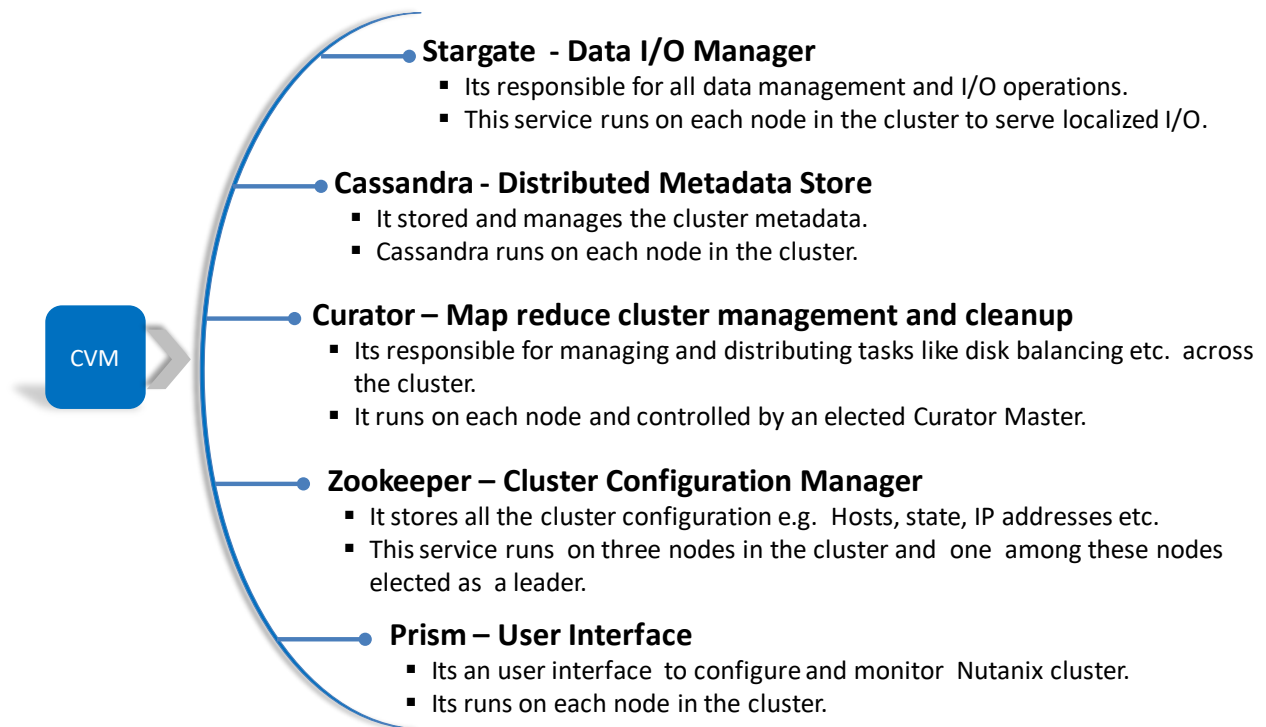 Stargate - Data I/O Manager
▪ Its responsible for all data management and I/O operations.
▪ This service runs on each node in the cluster to serve localized I/O.
Cassandra - Distributed Metadata Store
▪ It stored and manages the cluster metadata.
▪ Cassandra runs on each node in the cluster.
CVM
Curator – Map reduce cluster management and cleanup
▪ Its responsible for managing and distributing tasks like disk balancing etc. across
the cluster.
▪ It runs on each node and controlled by an elected Curator Master.
Zookeeper – Cluster Configuration Manager
▪ It stores all the cluster configuration e.g. Hosts, state, IP addresses etc.
▪ This service runs on three nodes in the cluster and one among these nodes
elected as a leader.
Prism – User Interface
▪ Its an user interface to configure and monitor Nutanix cluster.
▪ Its runs on each node in the cluster.